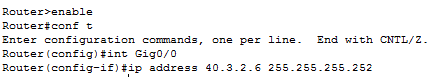 Router>enable
Router#conf t
Enter configuration commands, one per line.  End with CNTL/Z.
Router(config)#int Gig0/0
Router(config-if)#ip address 40.3.2.6 255.255.255.252